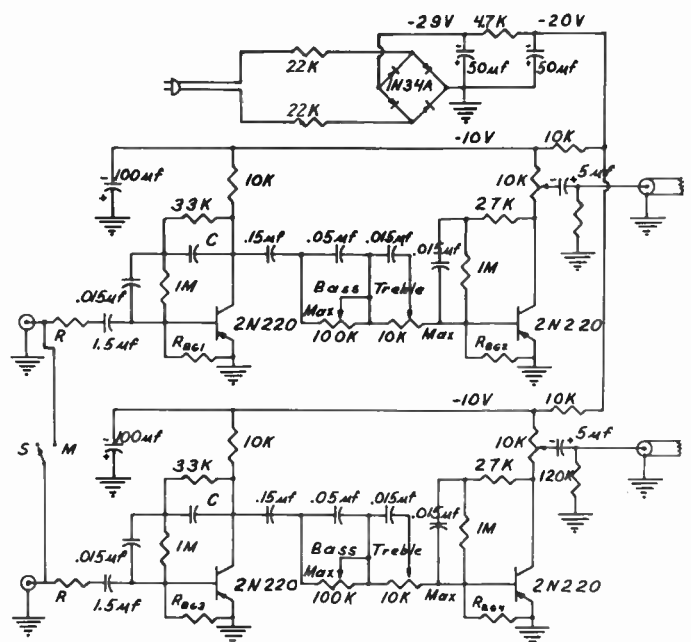 -29V 4.7K -20V
22K
1N34A
50µf 50µf
22K
-10V 10K
100µf 10K 10K 5µf
33K 27K
C .15µf .05µf .015µf .015µf
1M Bass Treble 1M
.015µf Max
R 1.5µf 2N220 100K 10K Max 2N220
RBG1 RBG2
-10V 10K
S M 100µf 10K 10K 5µf
33K 27K 120K
C .15µf .05µf .015µf .015µf
1M Bass Treble 1M
.015µf Max
R 1.5µf 2N220 100K 10K Max 2N220
RBG3 RBG4